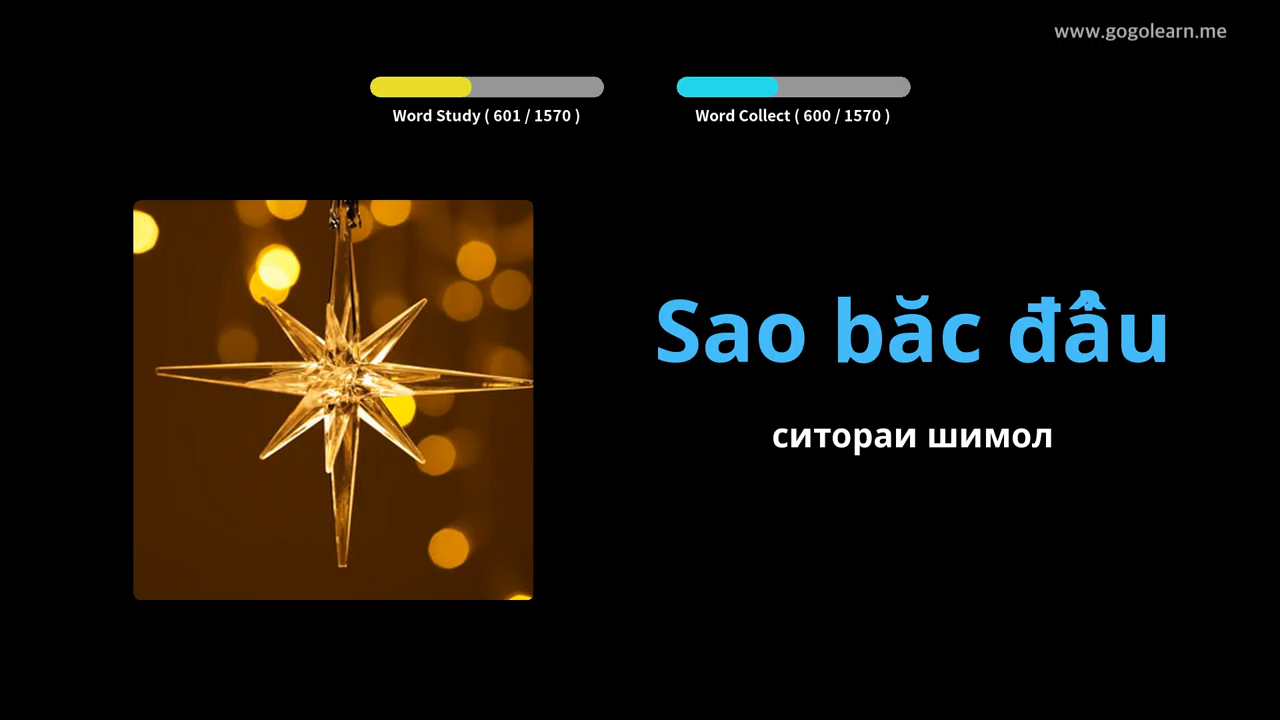 www.gogolearn.me
Word Study ( 601 / 1570 )
Word Collect ( 600 / 1570 )
Sao băc đẩu
ситораи шимол